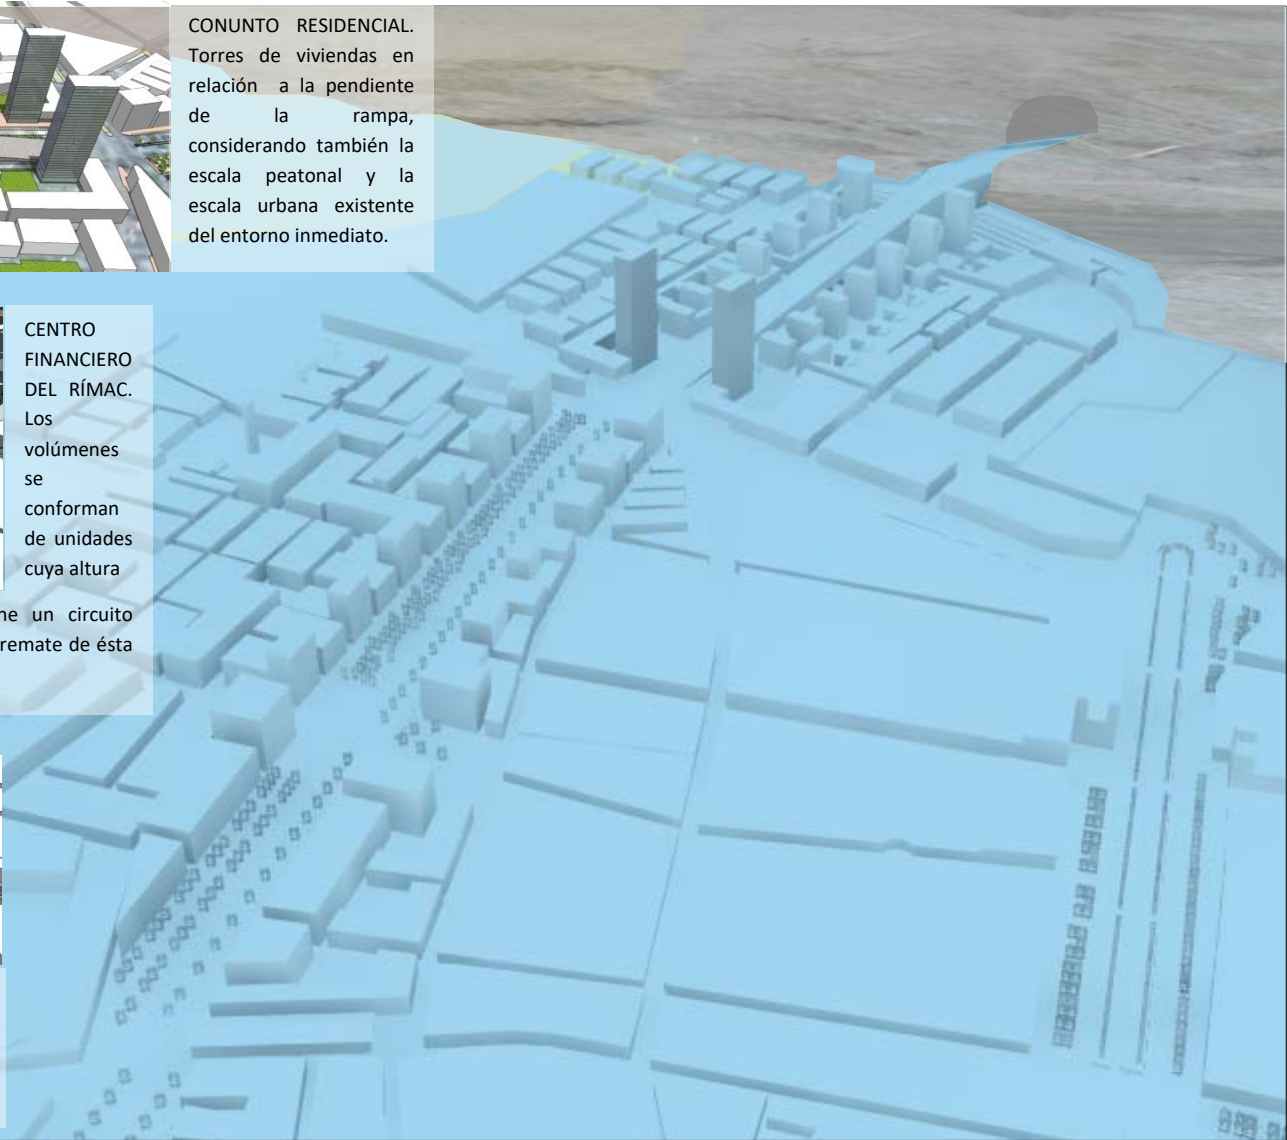 CONUNTO RESIDENCIAL.
Torres de viviendas en
relación a la pendiente
de la rampa,
considerando también la
escala peatonal y la
escala urbana existente
del entorno inmediato.
CENTRO
FINANCIERO
DEL RÍMAC.
Los
volúmenes
se
conforman
de unidades
cuya altura
un circuito
remate de ésta